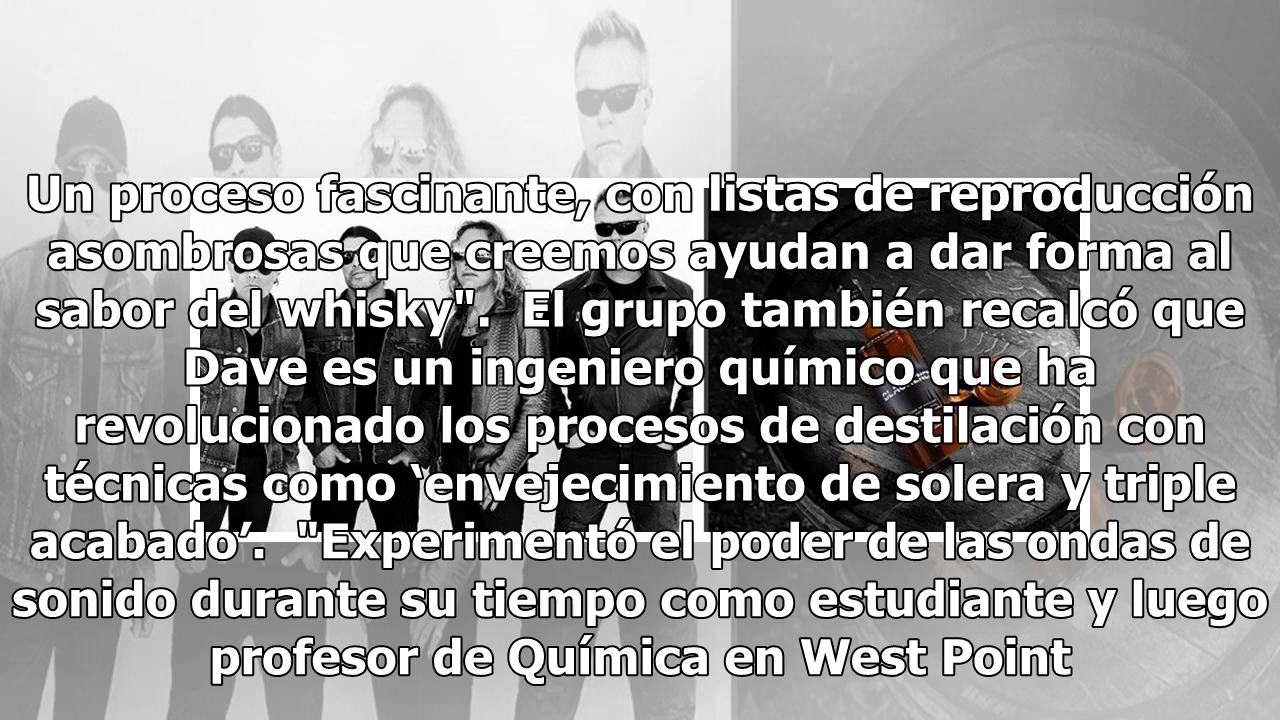 Un proceso fascinante, con listas de reproducción
asombrosas que creemos ayudan a dar forma al
sabor del whisky".  El grupo también recalcó que
Dave es un ingeniero químico que ha
revolucionado los procesos de destilación con
técnicas como ‘envejecimiento de solera y triple
acabado’.  "Experimentó el poder de las ondas de
sonido durante su tiempo como estudiante y luego
profesor de Química en West Point